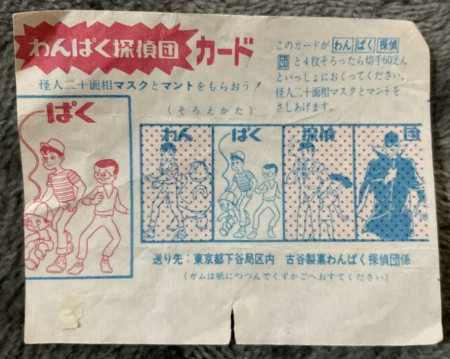 わんぱく探偵団 カード
怪人二十面相マスクとマントをもらおう!
このカードが わん ぱく 探偵
団 と4枚そろったら切手60えん
といっしょにおくってください。
怪人二十面相マスクとマントを
さしあげます。
(そろえかた)
ぱく
わん ぱく 探偵 団
送り先:東京都下谷局区内 古谷製菓わんぱく探偵団係
(ガムは紙につつんでくずかごへおすてください)